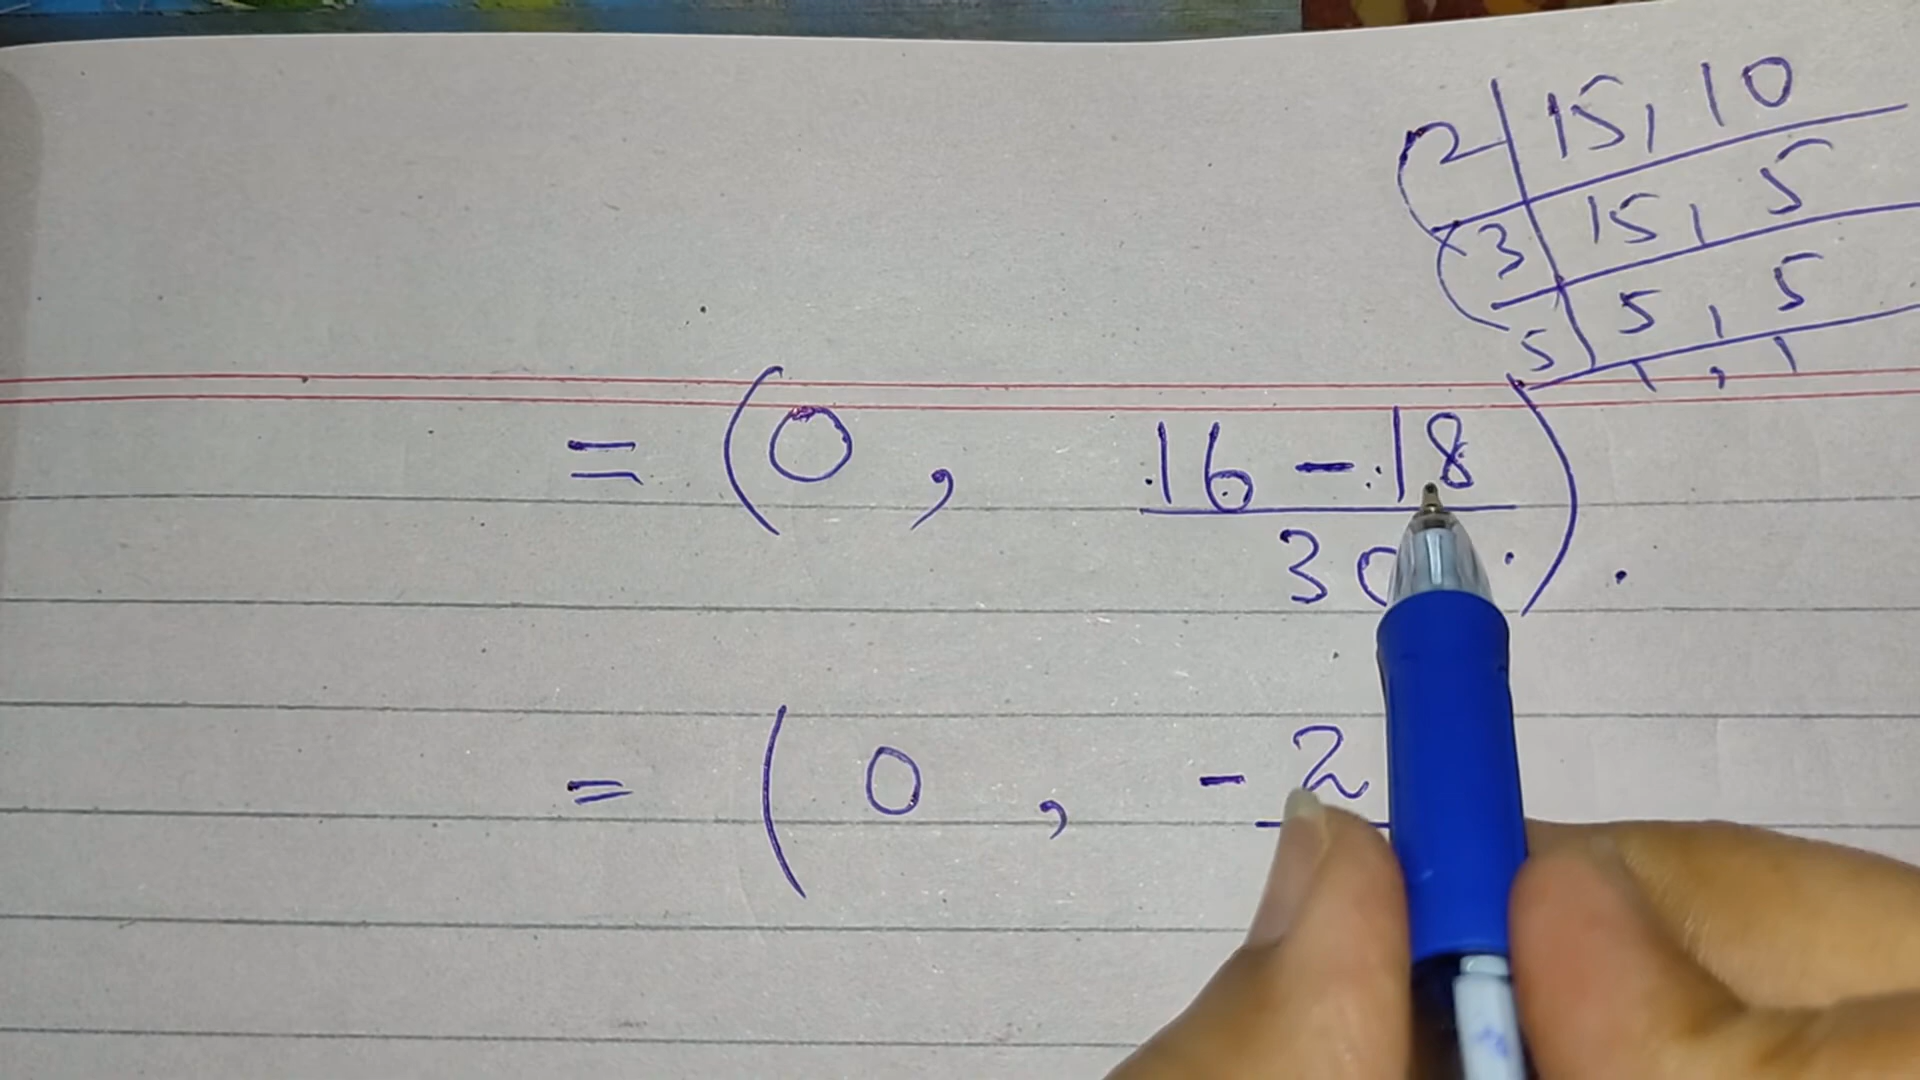 2 | 15, 10
3 | 15, 5
5 | 5, 5
1, 1
= (0, 16 - 18
30).
= ( 0 , - 2